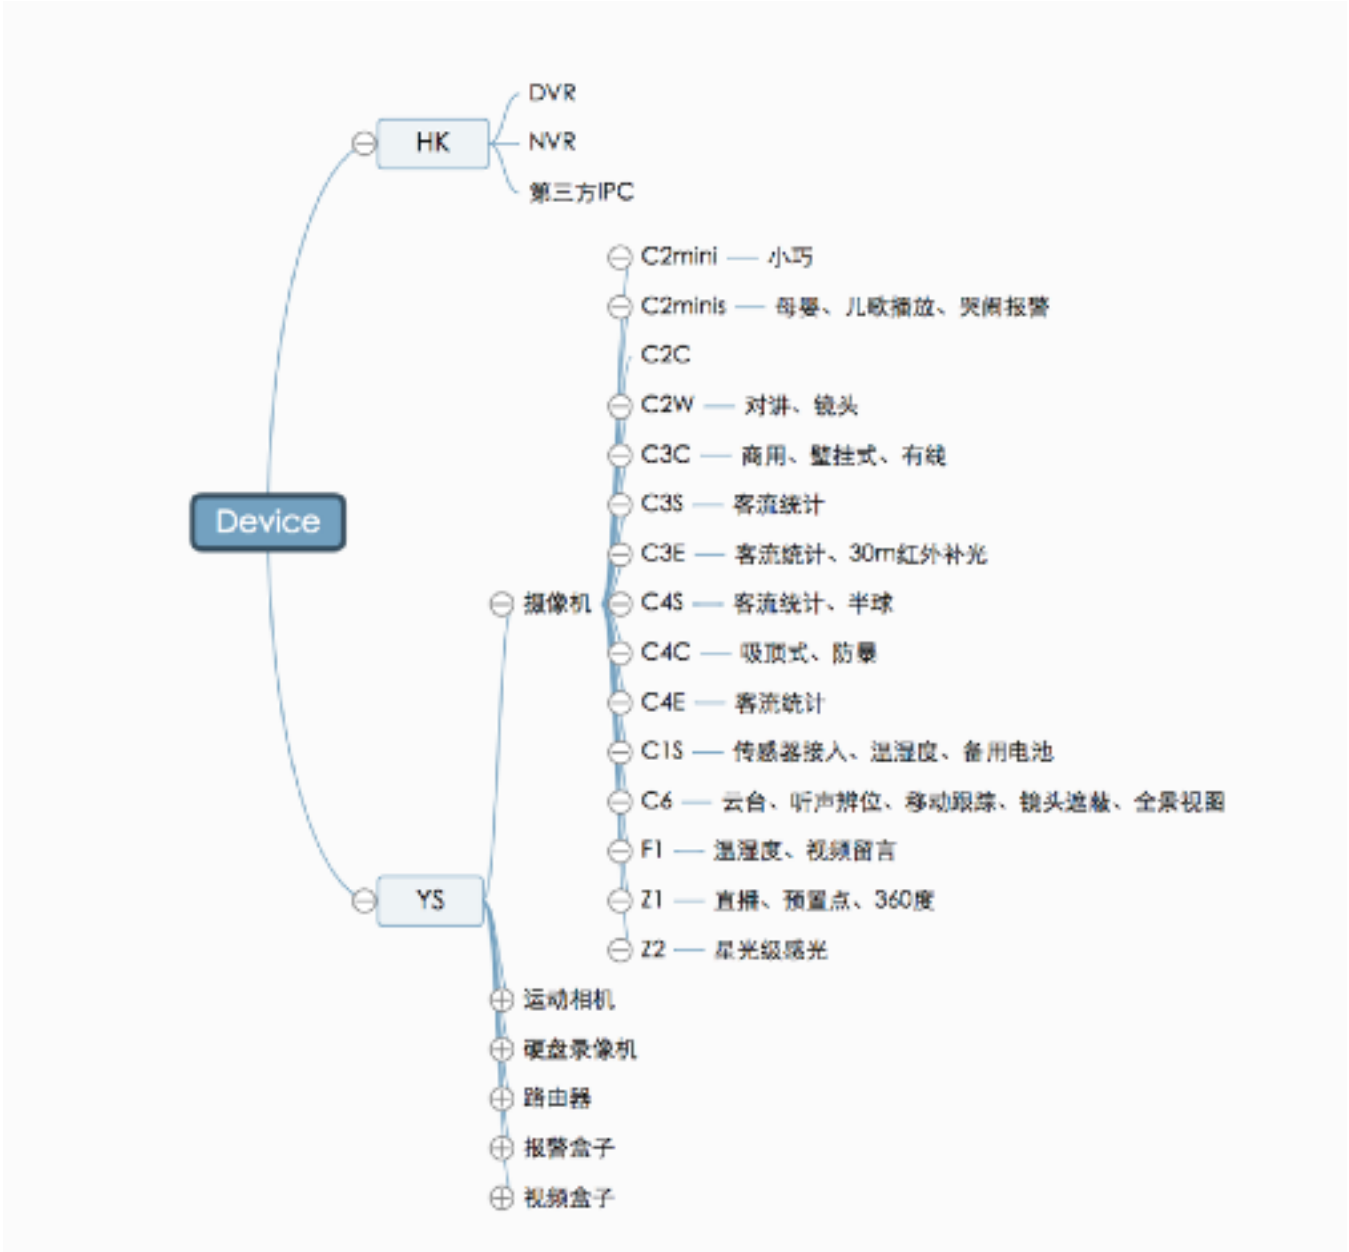 DVR
HK
NVR
第三方IPC
C2mini 小巧
C2minis 母婴、儿歌播放、哭闹报警
C2C
C2W 对讲、镜头
C3C 商用、壁挂式、有线
C3S 客流统计
Device
C3E 客流统计、30m红外补光
摄像机
C4S 客流统计、半球
C4C 吸顶式、防暴
C4E 客流统计
C1S 传感器接入、温湿度、备用电池
C6 云台、听声辨位、移动跟踪、镜头遮蔽、全景视图
F1 温湿度、视频留言
YS
Z1 直播、预置点、360度
Z2 星光级感光
运动相机
硬盘录像机
路由器
报警盒子
视频盒子